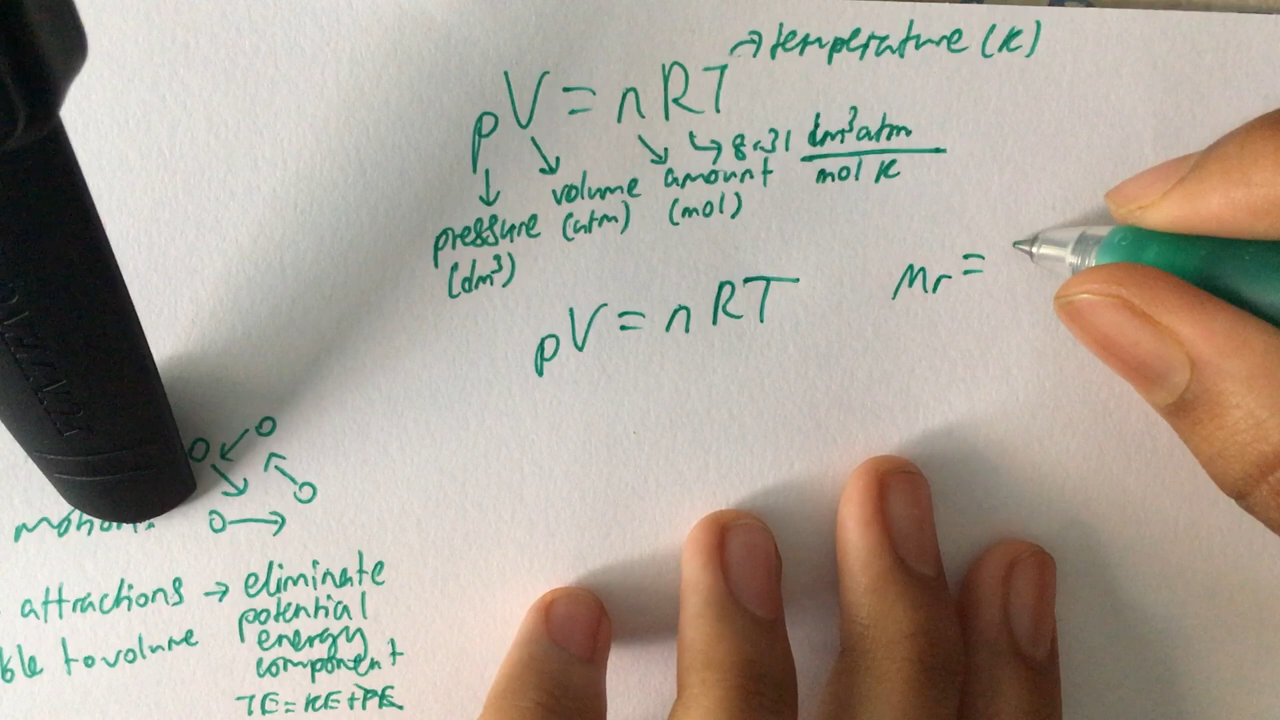 → temperature (K)
pV = nRT
→ 8.31 dm³atm
mol K
volume amount
pressure (atm) (mol)
(dm³)
pV = nRT
Mr =
motion.
attractions → eliminate
potential
to volume energy
component
TE = KE + PE